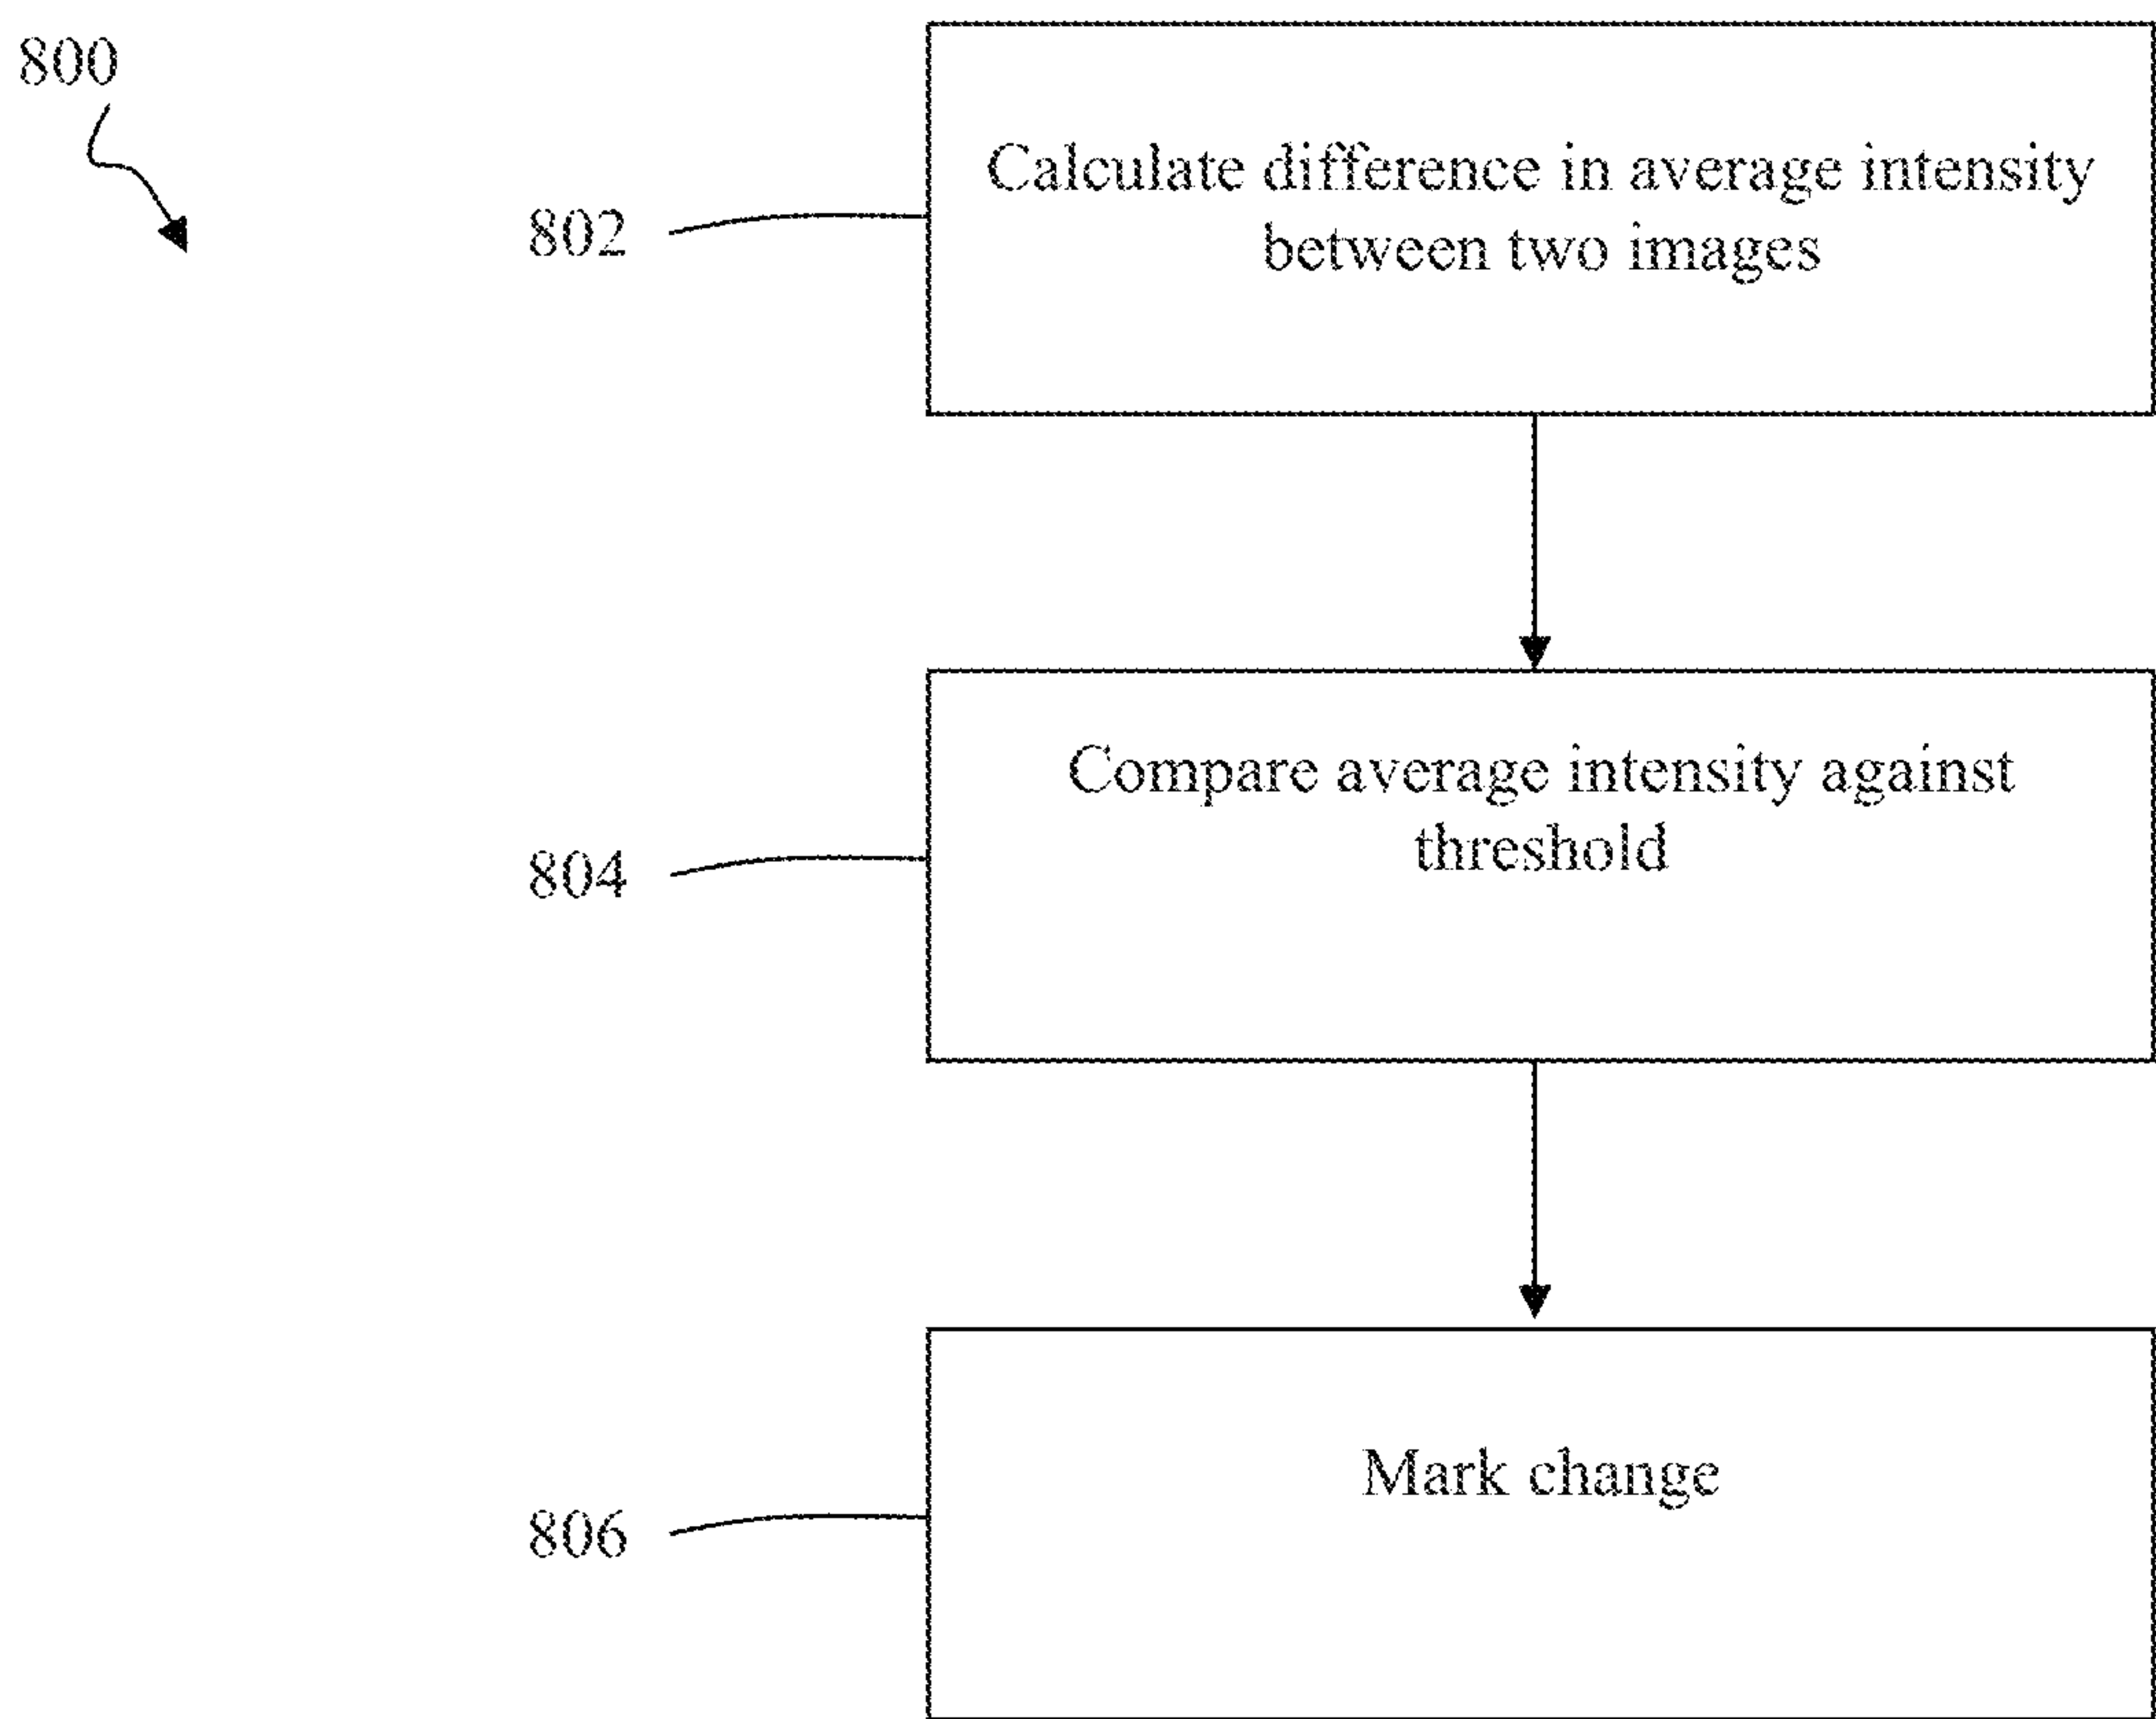 800
802
Calculate difference in average intensity
between two images
804
Compare average intensity against
threshold
806
Mark change